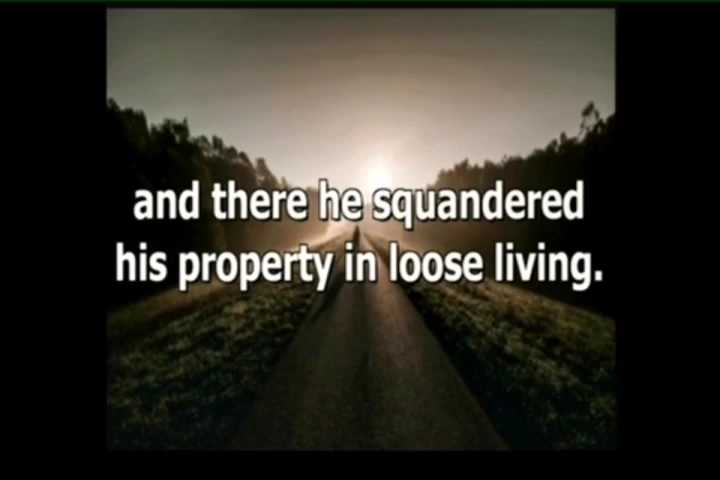 and there he squandered
his property in loose living.